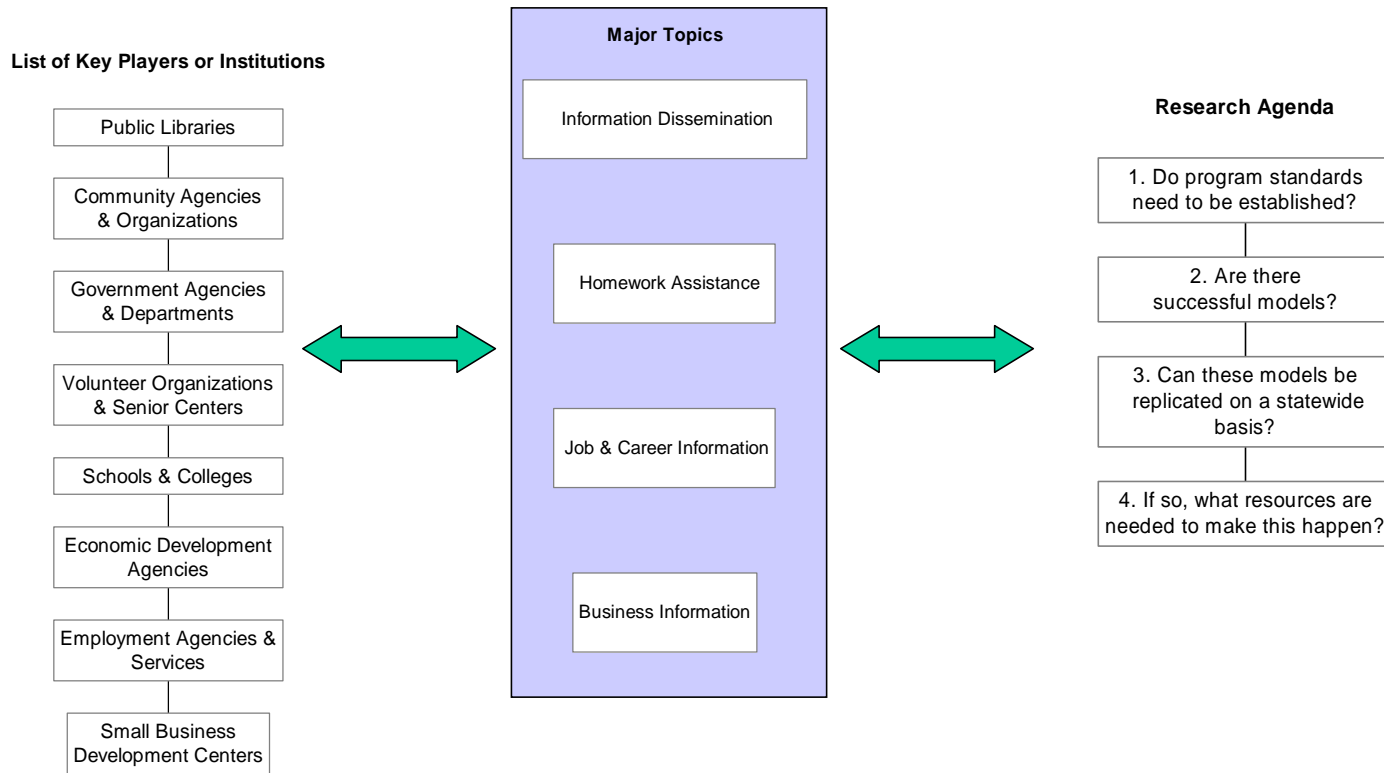 List of Key Players or Institutions
Public Libraries
Community Agencies
& Organizations
Government Agencies
& Departments
Volunteer Organizations
& Senior Centers
Schools & Colleges
Economic Development
Agencies
Employment Agencies &
Services
Small Business
Development Centers
Major Topics
Information Dissemination
Homework Assistance
Job & Career Information
Business Information
Research Agenda
1. Do program standards
need to be established?
2. Are there
successful models?
3. Can these models be
replicated on a statewide
basis?
4. If so, what resources are
needed to make this happen?